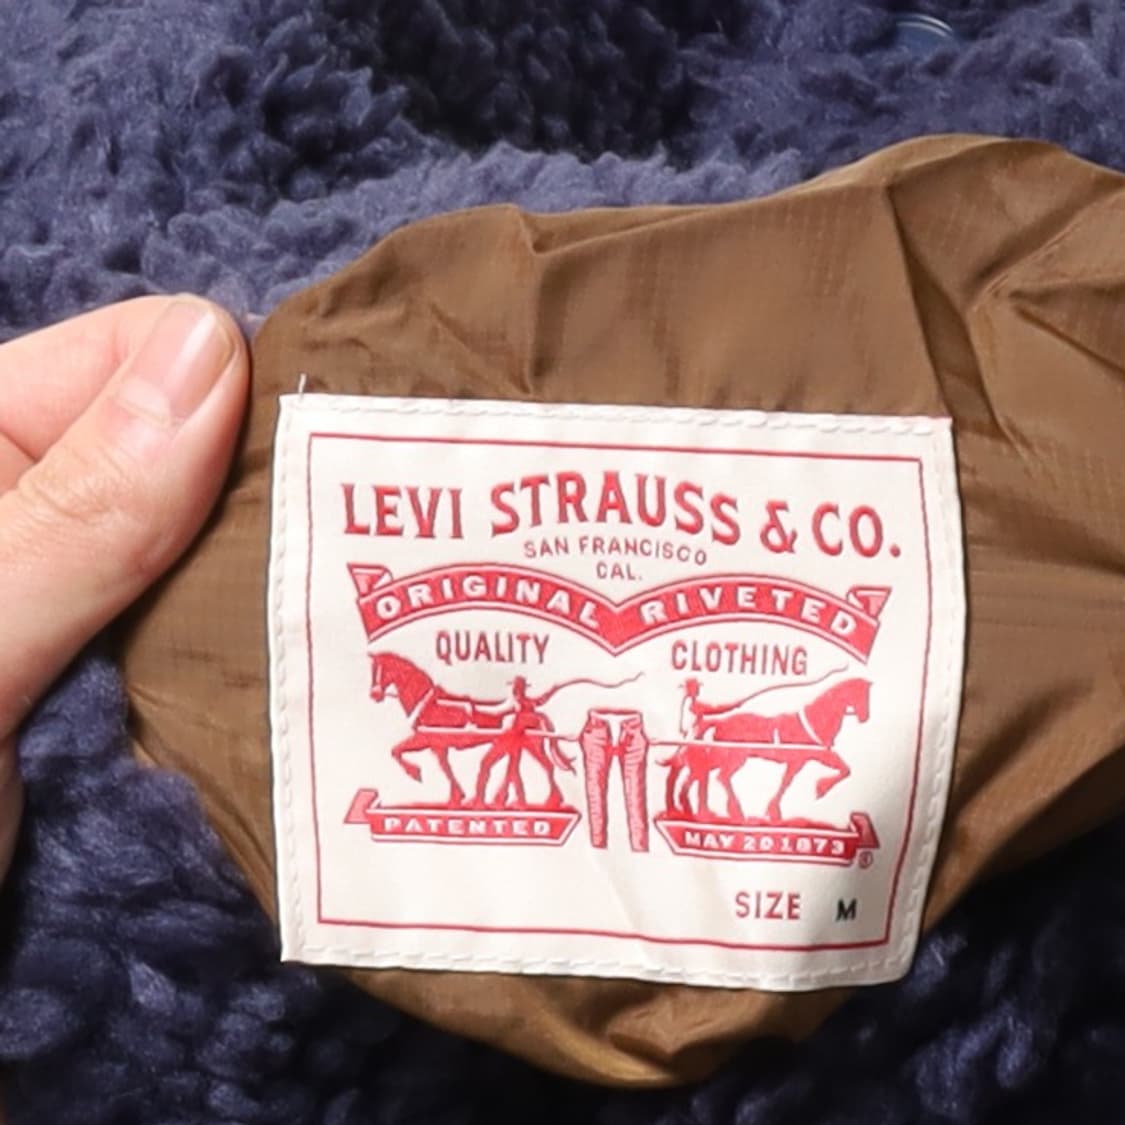 LEVI STRAUSS & CO.
SAN FRANCISCO
CAL.
ORIGINAL RIVETED
QUALITY CLOTHING
PATENTED MAY 20 1873
®
SIZE M